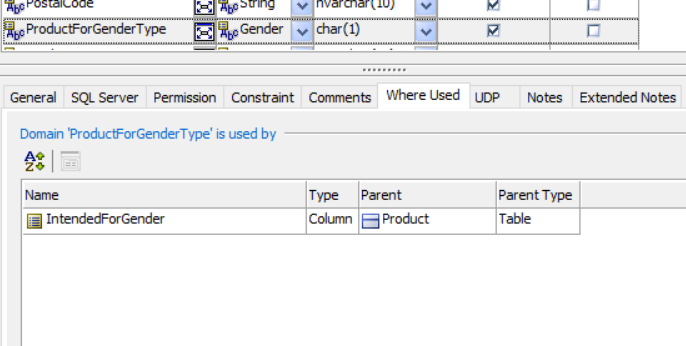 PostalCode String nvarchar(10)
ProductForGenderType Gender char(1)
General SQL Server Permission Constraint Comments Where Used UDP Notes Extended Notes
Domain 'ProductForGenderType' is used by
Name Type Parent Parent Type
IntendedForGender Column Product Table